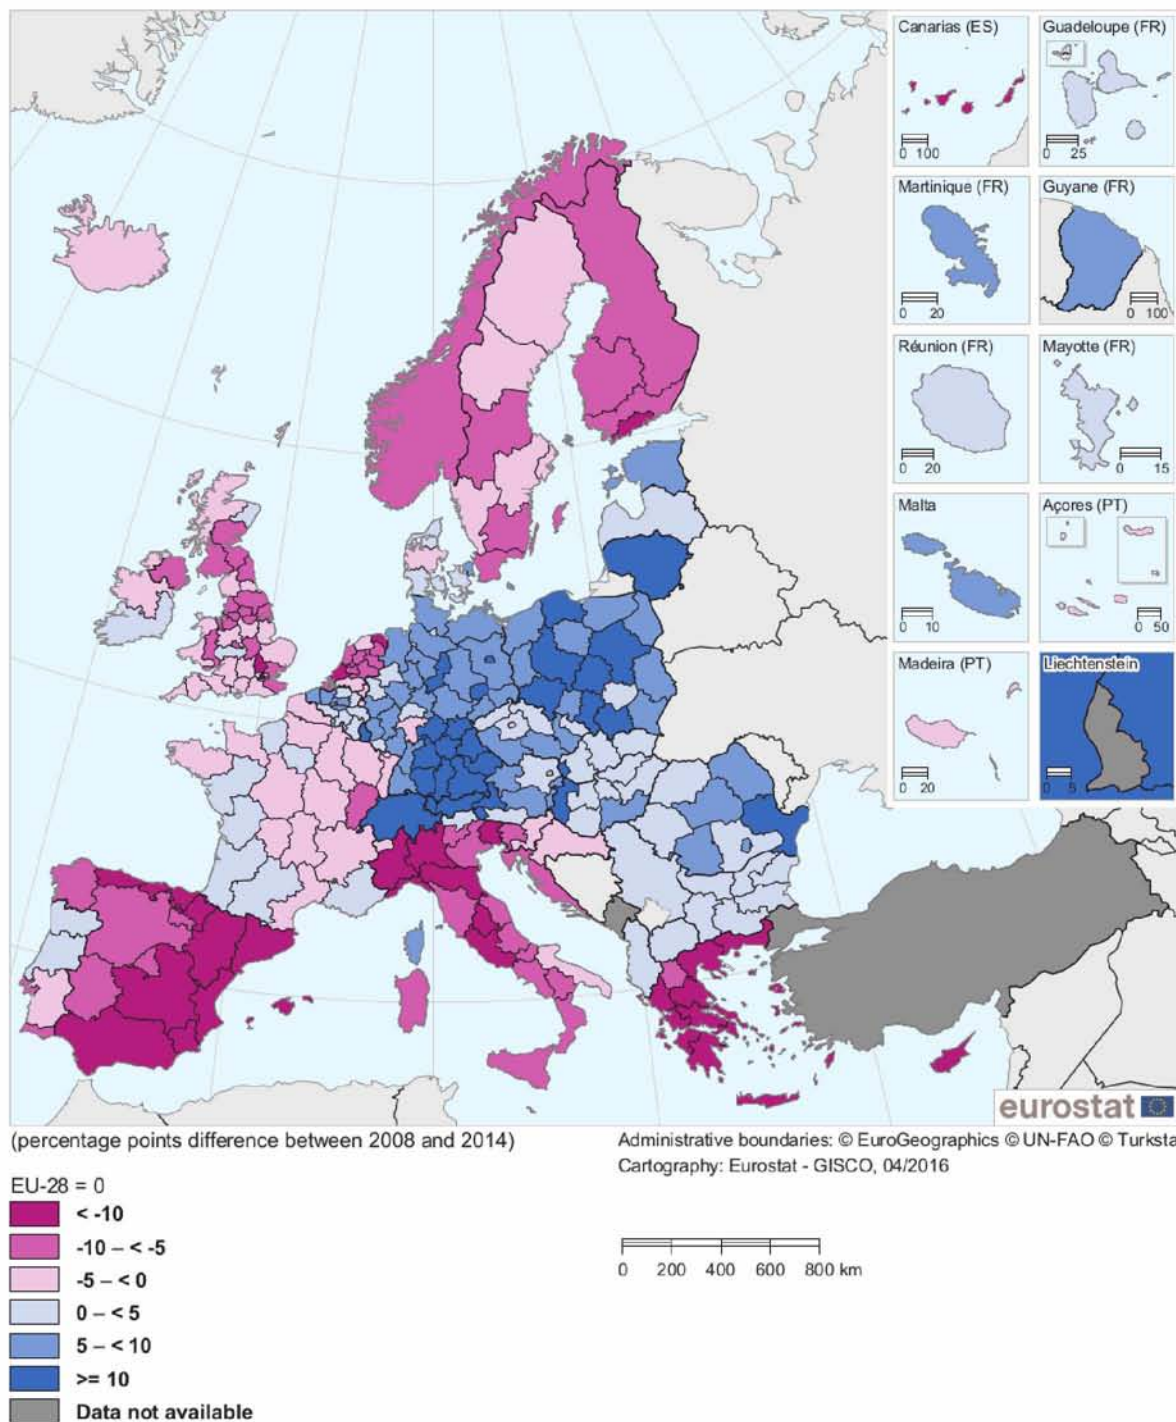 Canarias (ES)
0 100
Guadeloupe (FR)
0 25
Martinique (FR)
0 20
Guyane (FR)
0 100
Réunion (FR)
0 20
Mayotte (FR)
0 15
Malta
0 10
Açores (PT)
0 50
Madeira (PT)
0 20
Liechtenstein
0 5
eurostat
(percentage points difference between 2008 and 2014)
Administrative boundaries: © EuroGeographics © UN-FAO © Turksta
Cartography: Eurostat - GISCO, 04/2016
EU-28 = 0
< -10
-10 – < -5
-5 – < 0
0 – < 5
5 – < 10
>= 10
Data not available
0 200 400 600 800 km